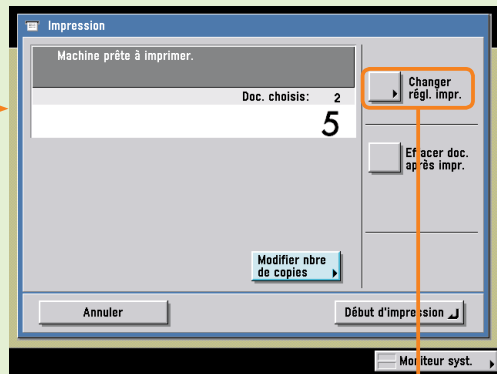 Impression
Machine prête à imprimer.
Doc. choisis: 2
5
Changer
régl. impr.
Effacer doc.
après impr.
Modifier nbre
de copies
Annuler
Début d'impression
Moniteur syst.